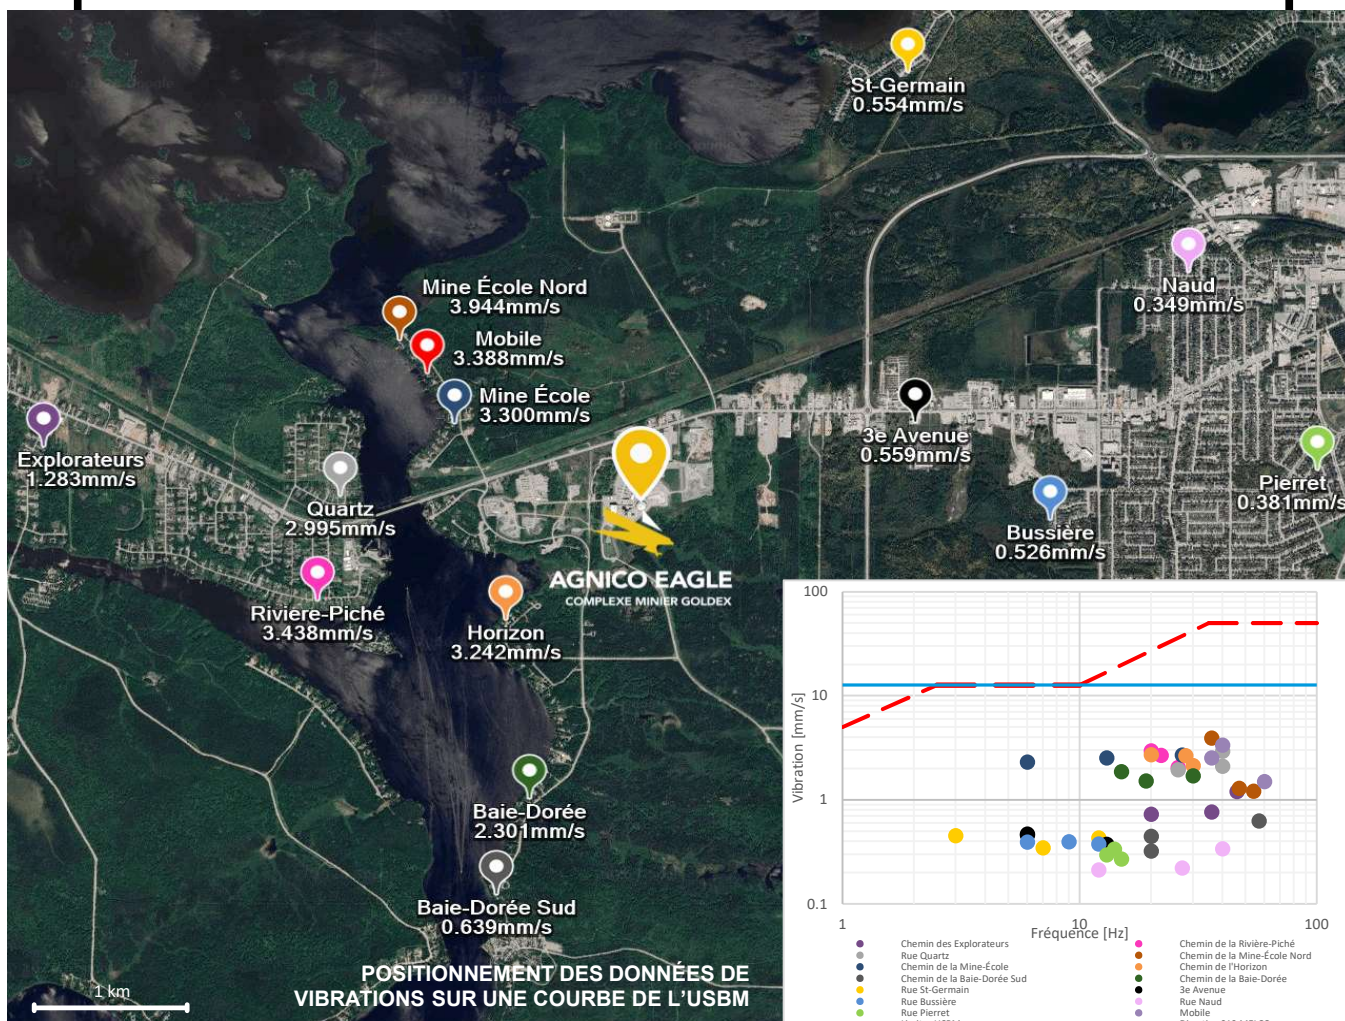 St-Germain
0.554mm/s
Naud
0.349mm/s
Mine École Nord
3.944mm/s
Mobile
3.388mm/s
Mine École
3.300mm/s
3e Avenue
0.559mm/s
Explorateurs
1.283mm/s
Quartz
2.995mm/s
Pierret
0.381mm/s
Bussière
0.526mm/s
AGNICO EAGLE
COMPLEXE MINIER GOLDEX
Riviere-Piché
3.438mm/s
Horizon
3.242mm/s
Baie-Dorée
2.301mm/s
Baie-Dorée Sud
0.639mm/s
POSITIONNEMENT DES DONNÉES DE
VIBRATIONS SUR UNE COURBE DE L'USBM
1 km
100
10
1
0.1
Vibration [mm/s]
1
10
100
Fréquence [Hz]
Chemin des Explorateurs
Chemin de la Rivière-Piché
Rue Quartz
Chemin de la Mine-École Nord
Chemin de la Mine-École
Chemin de l'Horizon
Chemin de la Baie-Dorée Sud
Chemin de la Baie-Dorée
Rue St-Germain
3e Avenue
Rue Bussière
Rue Naud
Rue Pierret
Mobile